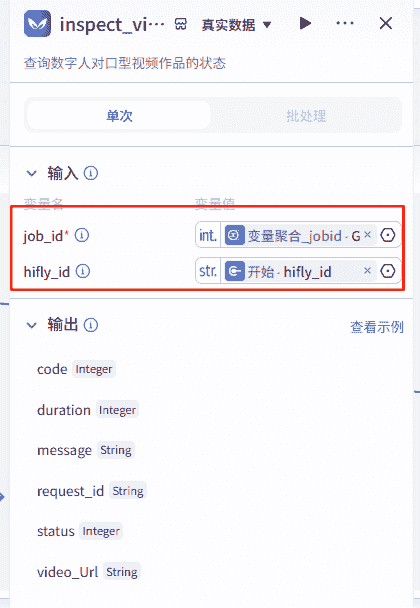 inspect_vi··· 真实数据
查询数字人对口型视频作品的状态
单次 批处理
输入
变量名 变量值
job_id* int. 变量聚合_jobid - G
hifly_id str. 开始 - hifly_id
输出 查看示例
code Integer
duration Integer
message String
request_id String
status Integer
video_Url String